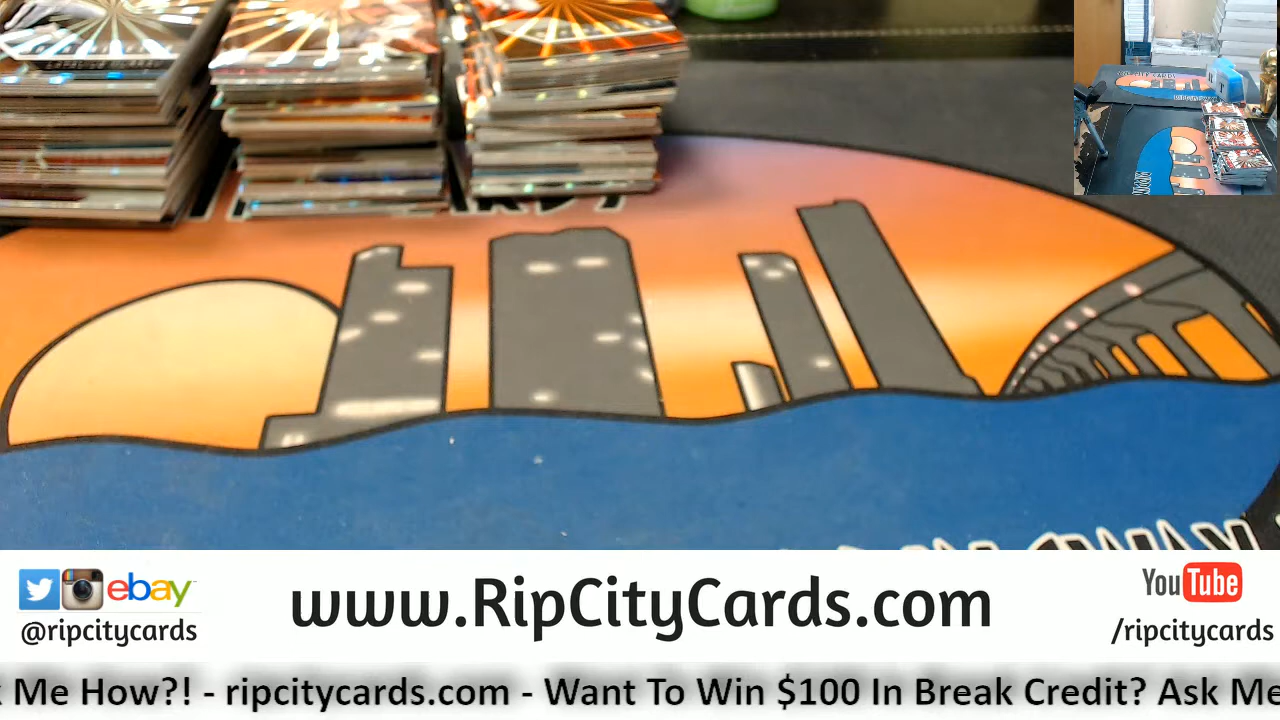 www.RipCityCards.com
ebay
@ripcitycards
YouTube
/ripcitycards
Me How?! - ripcitycards.com - Want To Win $100 In Break Credit? Ask Me